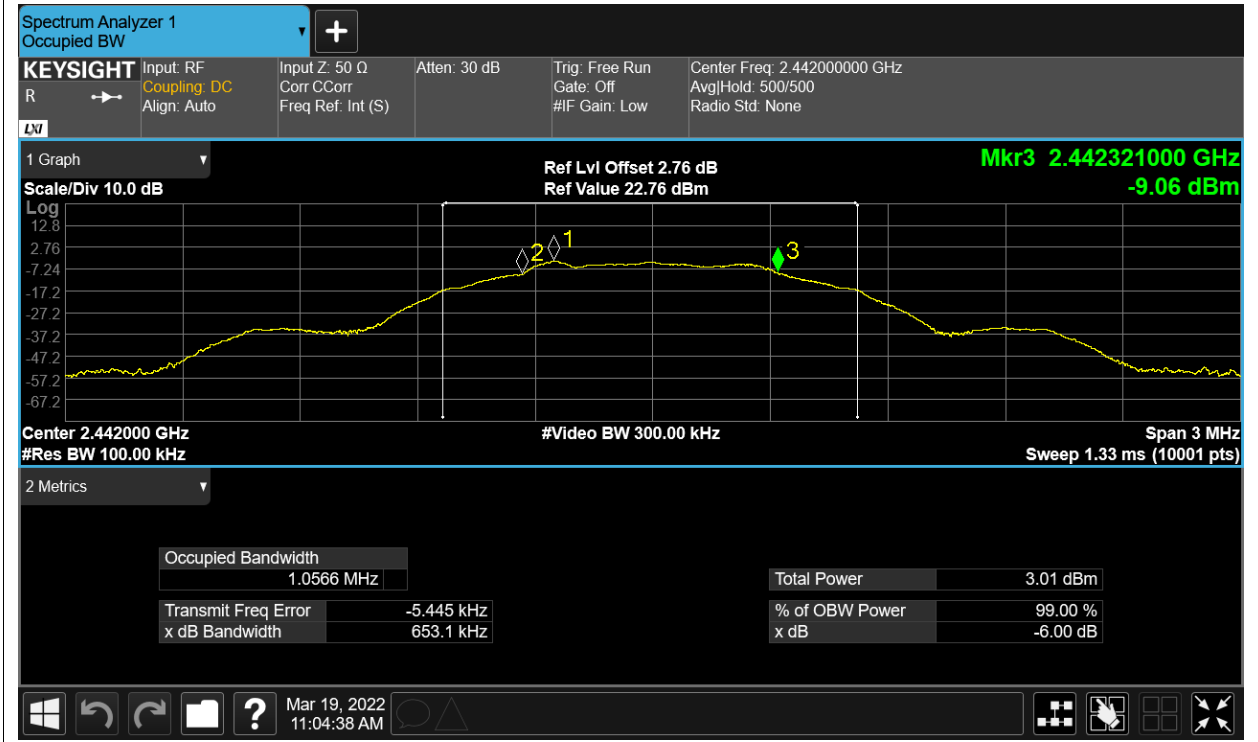 Spectrum Analyzer 1
Occupied BW
KEYSIGHT
R
LXI
Input: RF
Coupling: DC
Align: Auto
Input Z: 50 Ω
Corr CCorr
Freq Ref: Int (S)
Atten: 30 dB
Trig: Free Run
Gate: Off
#IF Gain: Low
Center Freq: 2.442000000 GHz
Avg|Hold: 500/500
Radio Std: None
1 Graph
Scale/Div 10.0 dB
Ref Lvl Offset 2.76 dB
Ref Value 22.76 dBm
Mkr3 2.442321000 GHz
-9.06 dBm
Log
12.8
2.76
-7.24
-17.2
-27.2
-37.2
-47.2
-57.2
-67.2
2
1
3
Center 2.442000 GHz
#Video BW 300.00 kHz
Span 3 MHz
#Res BW 100.00 kHz
Sweep 1.33 ms (10001 pts)
2 Metrics
Occupied Bandwidth
1.0566 MHz
Total Power 3.01 dBm
Transmit Freq Error -5.445 kHz
% of OBW Power 99.00 %
x dB Bandwidth 653.1 kHz
x dB -6.00 dB
?
Mar 19, 2022
11:04:38 AM